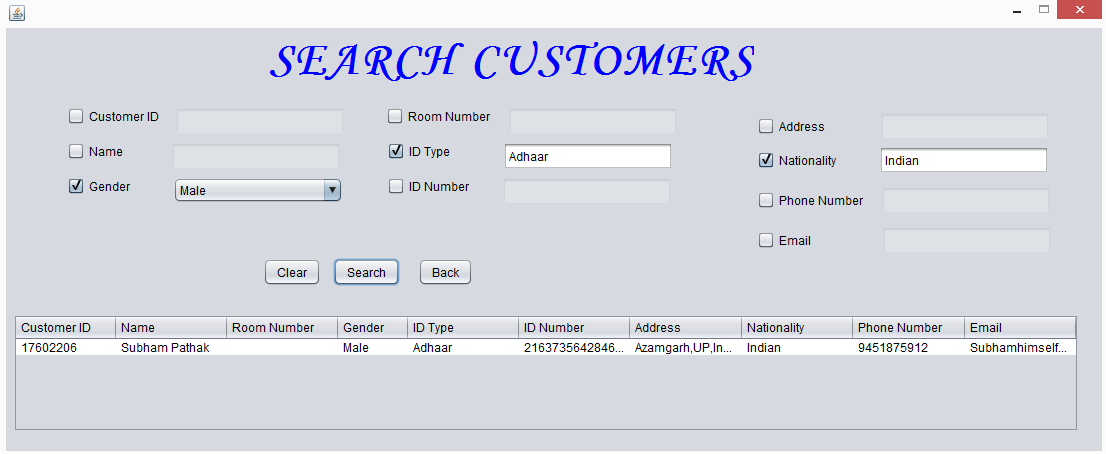 SEARCH CUSTOMERS
Customer ID
Room Number
Address
Name
ID Type Adhaar
Nationality Indian
Gender Male
ID Number
Phone Number
Email
Clear Search Back
Customer ID Name Room Number Gender ID Type ID Number Address Nationality Phone Number Email
17602206 Subham Pathak Male Adhaar 2163735642846... Azamgarh,UP,In... Indian 9451875912 Subhamhimself...